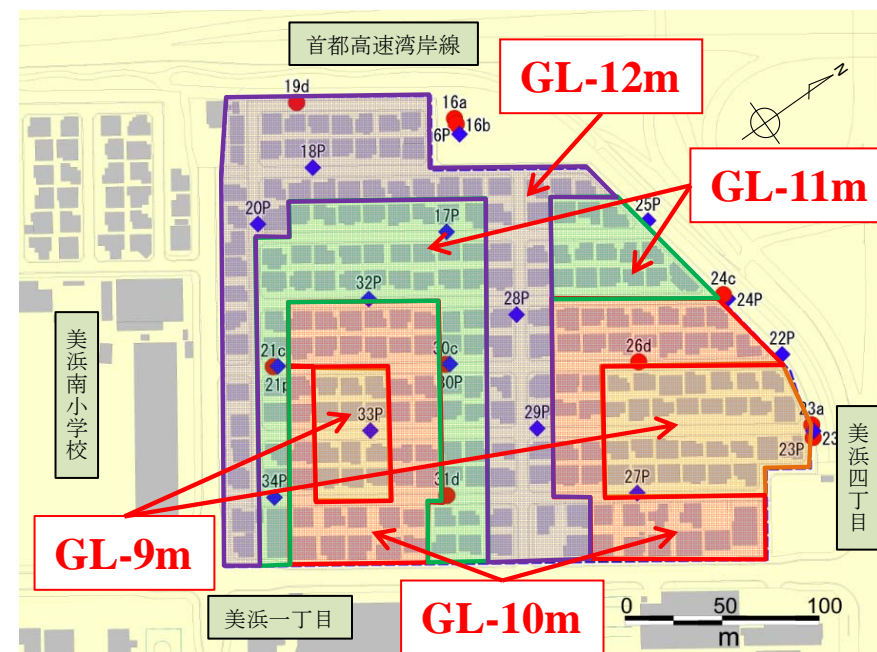 首都高速湾岸線
N
GL-12m
19d
16a
16b
6P
18P
GL-11m
20P
17P
25P
32P
24c
24P
28P
美浜南小学校
21c
21p
30c
30P
26d
22P
33P
29P
23a
23
23P
美浜四丁目
34P
31d
27P
GL-9m
GL-10m
美浜一丁目
0 50 100
m